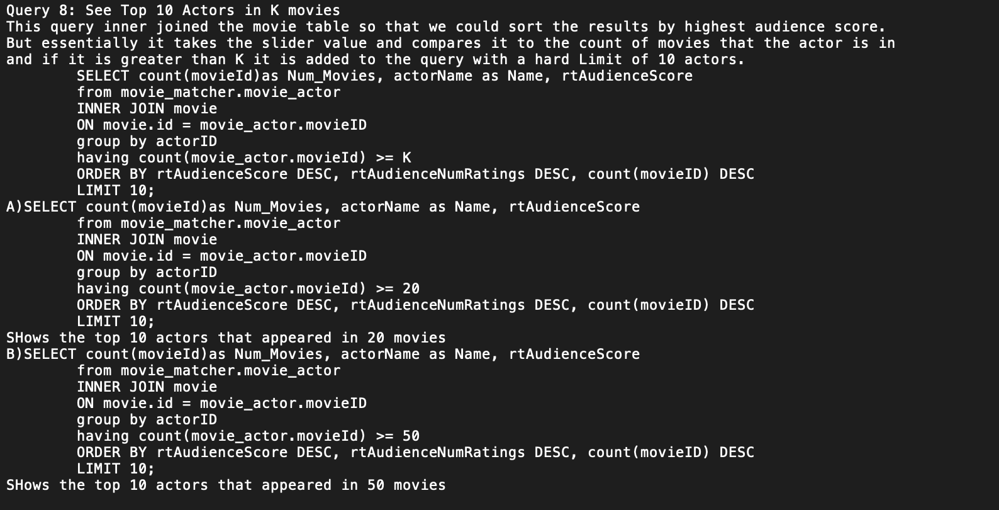 Query 8: See Top 10 Actors in K movies
This query inner joined the movie table so that we could sort the results by highest audience score.
But essentially it takes the slider value and compares it to the count of movies that the actor is in
and if it is greater than K it is added to the query with a hard Limit of 10 actors.
SELECT count(movieId)as Num_Movies, actorName as Name, rtAudienceScore
from movie_matcher.movie_actor
INNER JOIN movie
ON movie.id = movie_actor.movieID
group by actorID
having count(movie_actor.movieId) >= K
ORDER BY rtAudienceScore DESC, rtAudienceNumRatings DESC, count(movieID) DESC
LIMIT 10;
A)SELECT count(movieId)as Num_Movies, actorName as Name, rtAudienceScore
from movie_matcher.movie_actor
INNER JOIN movie
ON movie.id = movie_actor.movieID
group by actorID
having count(movie_actor.movieId) >= 20
ORDER BY rtAudienceScore DESC, rtAudienceNumRatings DESC, count(movieID) DESC
LIMIT 10;
SHows the top 10 actors that appeared in 20 movies
B)SELECT count(movieId)as Num_Movies, actorName as Name, rtAudienceScore
from movie_matcher.movie_actor
INNER JOIN movie
ON movie.id = movie_actor.movieID
group by actorID
having count(movie_actor.movieId) >= 50
ORDER BY rtAudienceScore DESC, rtAudienceNumRatings DESC, count(movieID) DESC
LIMIT 10;
SHows the top 10 actors that appeared in 50 movies